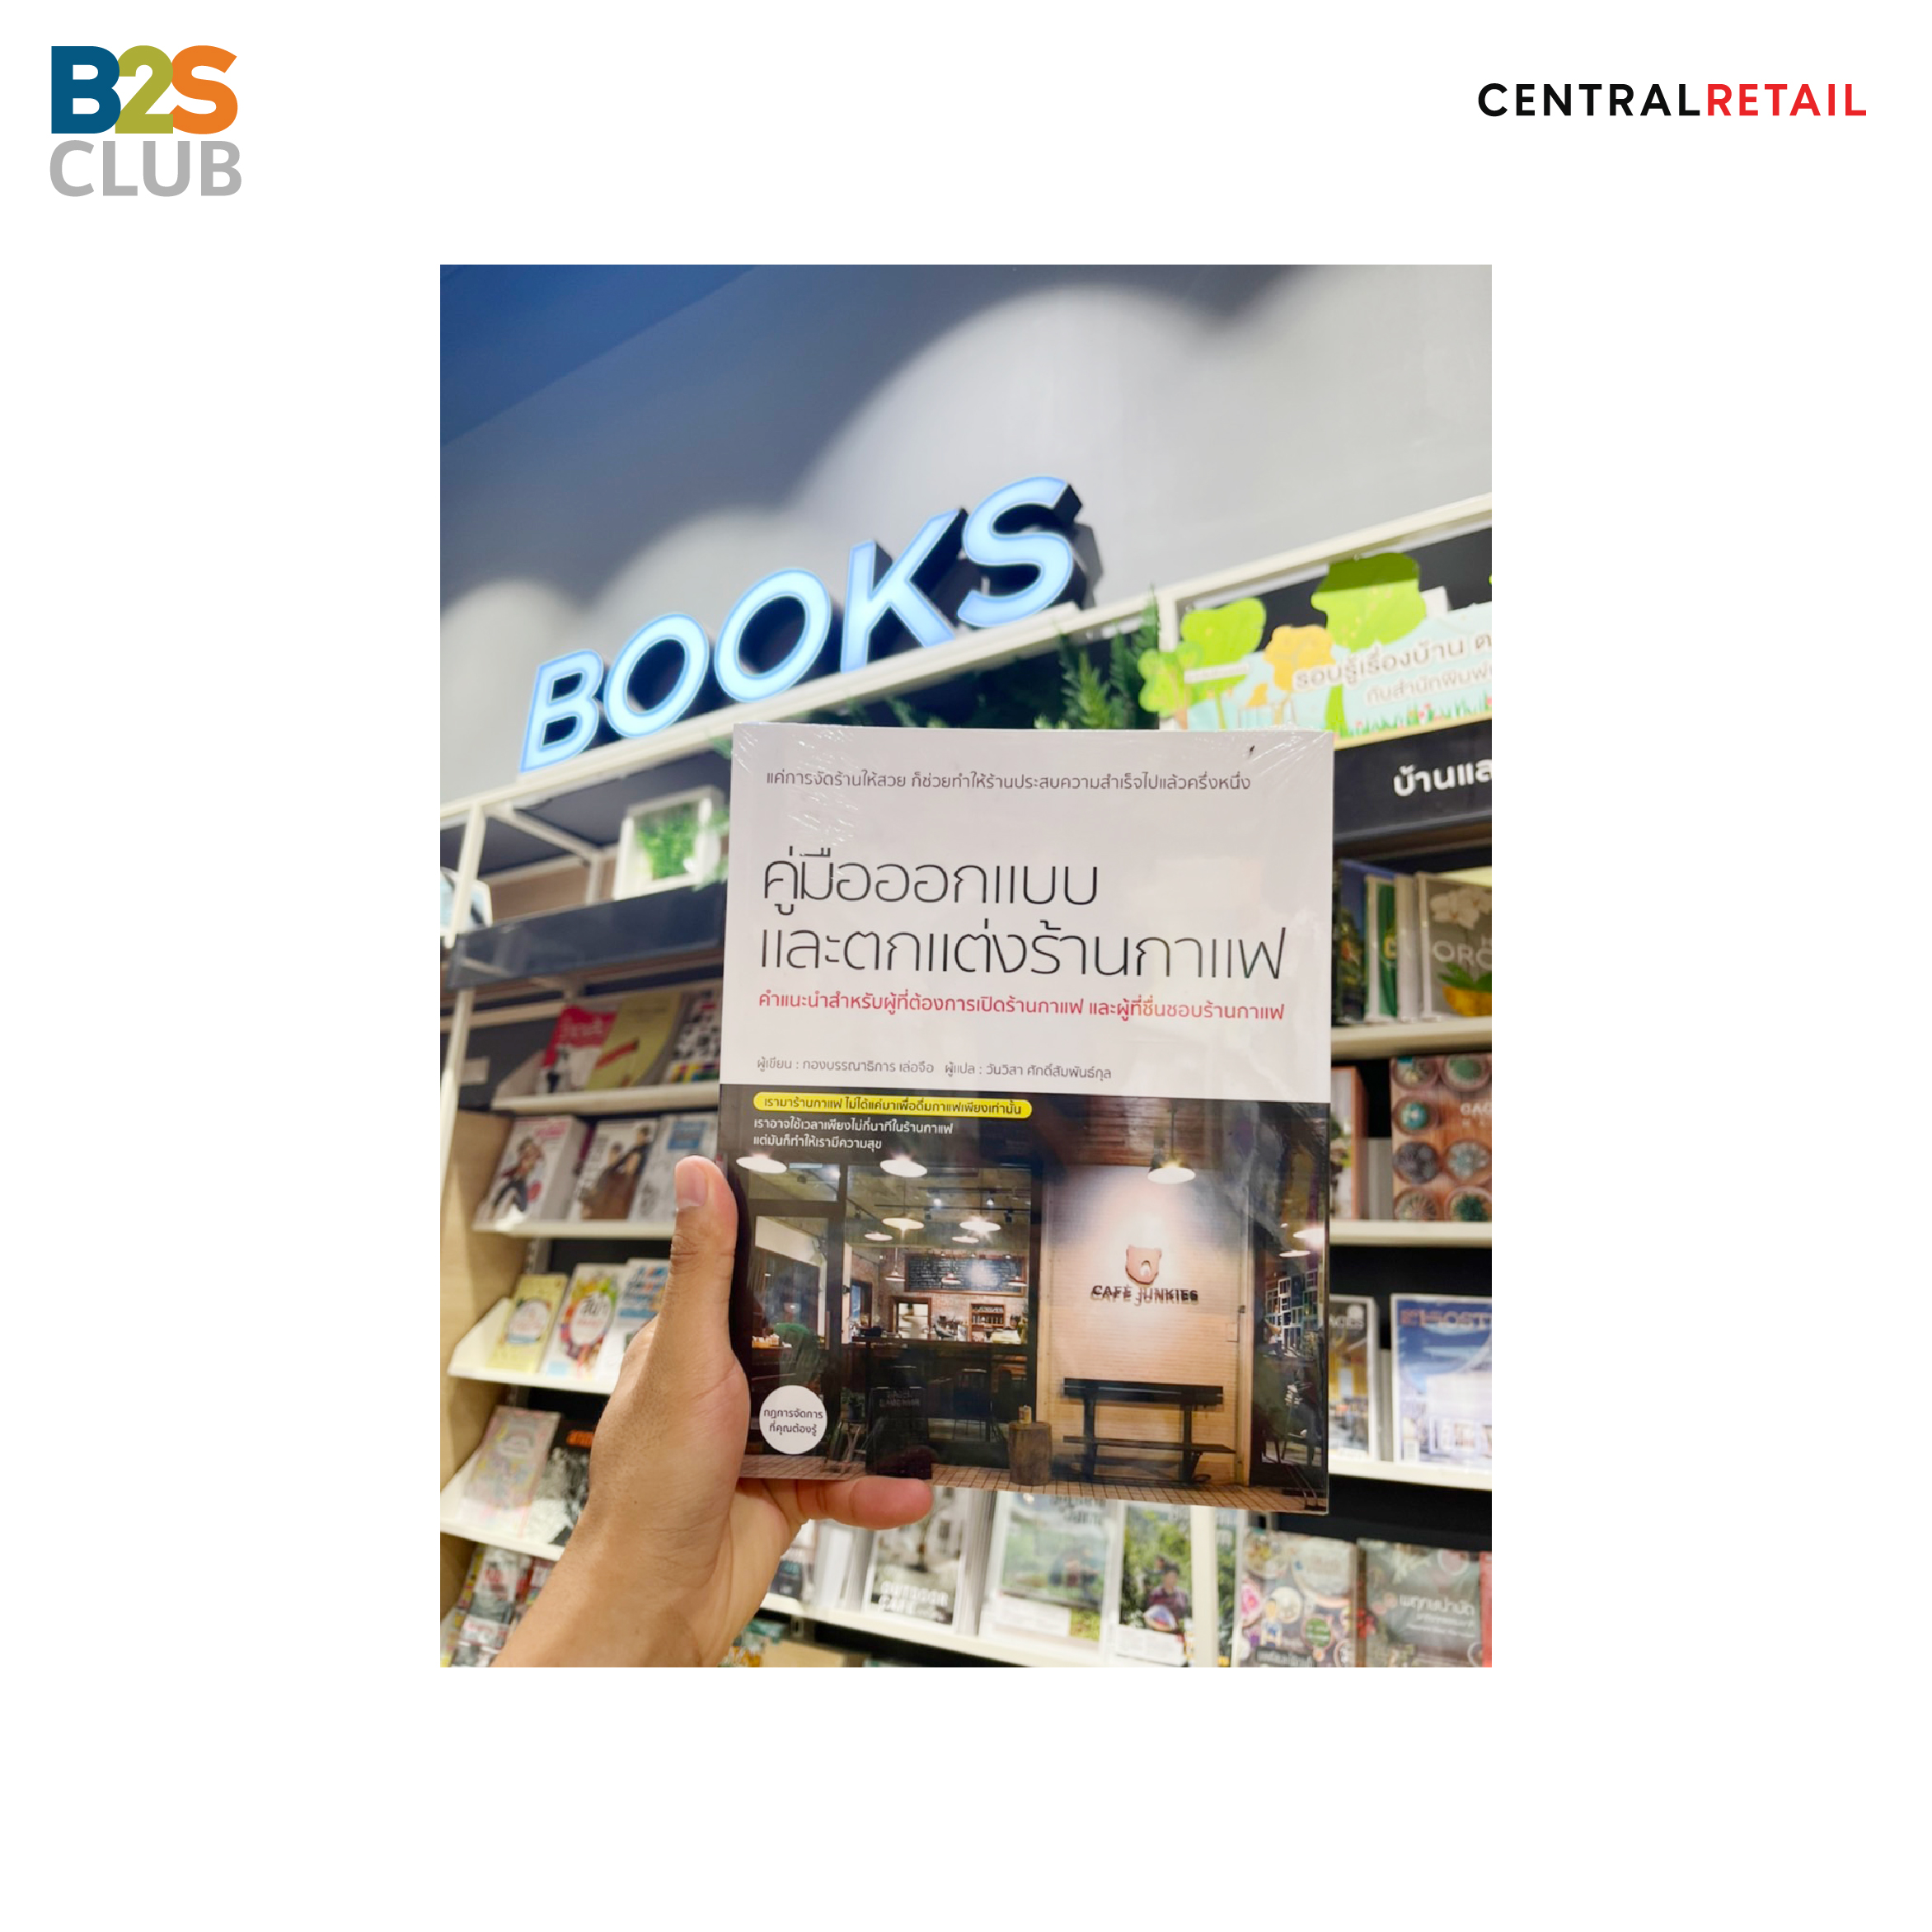 B2S
CLUB
CENTRALRETAIL
BOOKS
รอบรู้เรื่องบ้าน
บ้านและ
แค่การจัดร้านให้สวย ก็ช่วยทำให้ร้านประสบความสำเร็จไปแล้วครึ่งหนึ่ง
คู่มือออกแบบ
และตกแต่งร้านกาแฟ
คำแนะนำสำหรับผู้ที่ต้องการเปิดร้านกาแฟ และผู้ที่ชื่นชอบร้านกาแฟ
ผู้เขียน : กองบรรณาธิการ เล่อจือ ผู้แปล : วันวิสา ศักดิ์สัมพันธ์กุล
เรามาร้านกาแฟ ไม่ได้แค่มาเพื่อดื่มกาแฟเพียงเท่านั้น
เราอาจใช้เวลาเพียงไม่กี่นาทีในร้านกาแฟ
แต่มันก็ทำให้เรามีความสุข
CAFÉ JUNKIES
กฎการจัดการ
ที่คุณต้องรู้